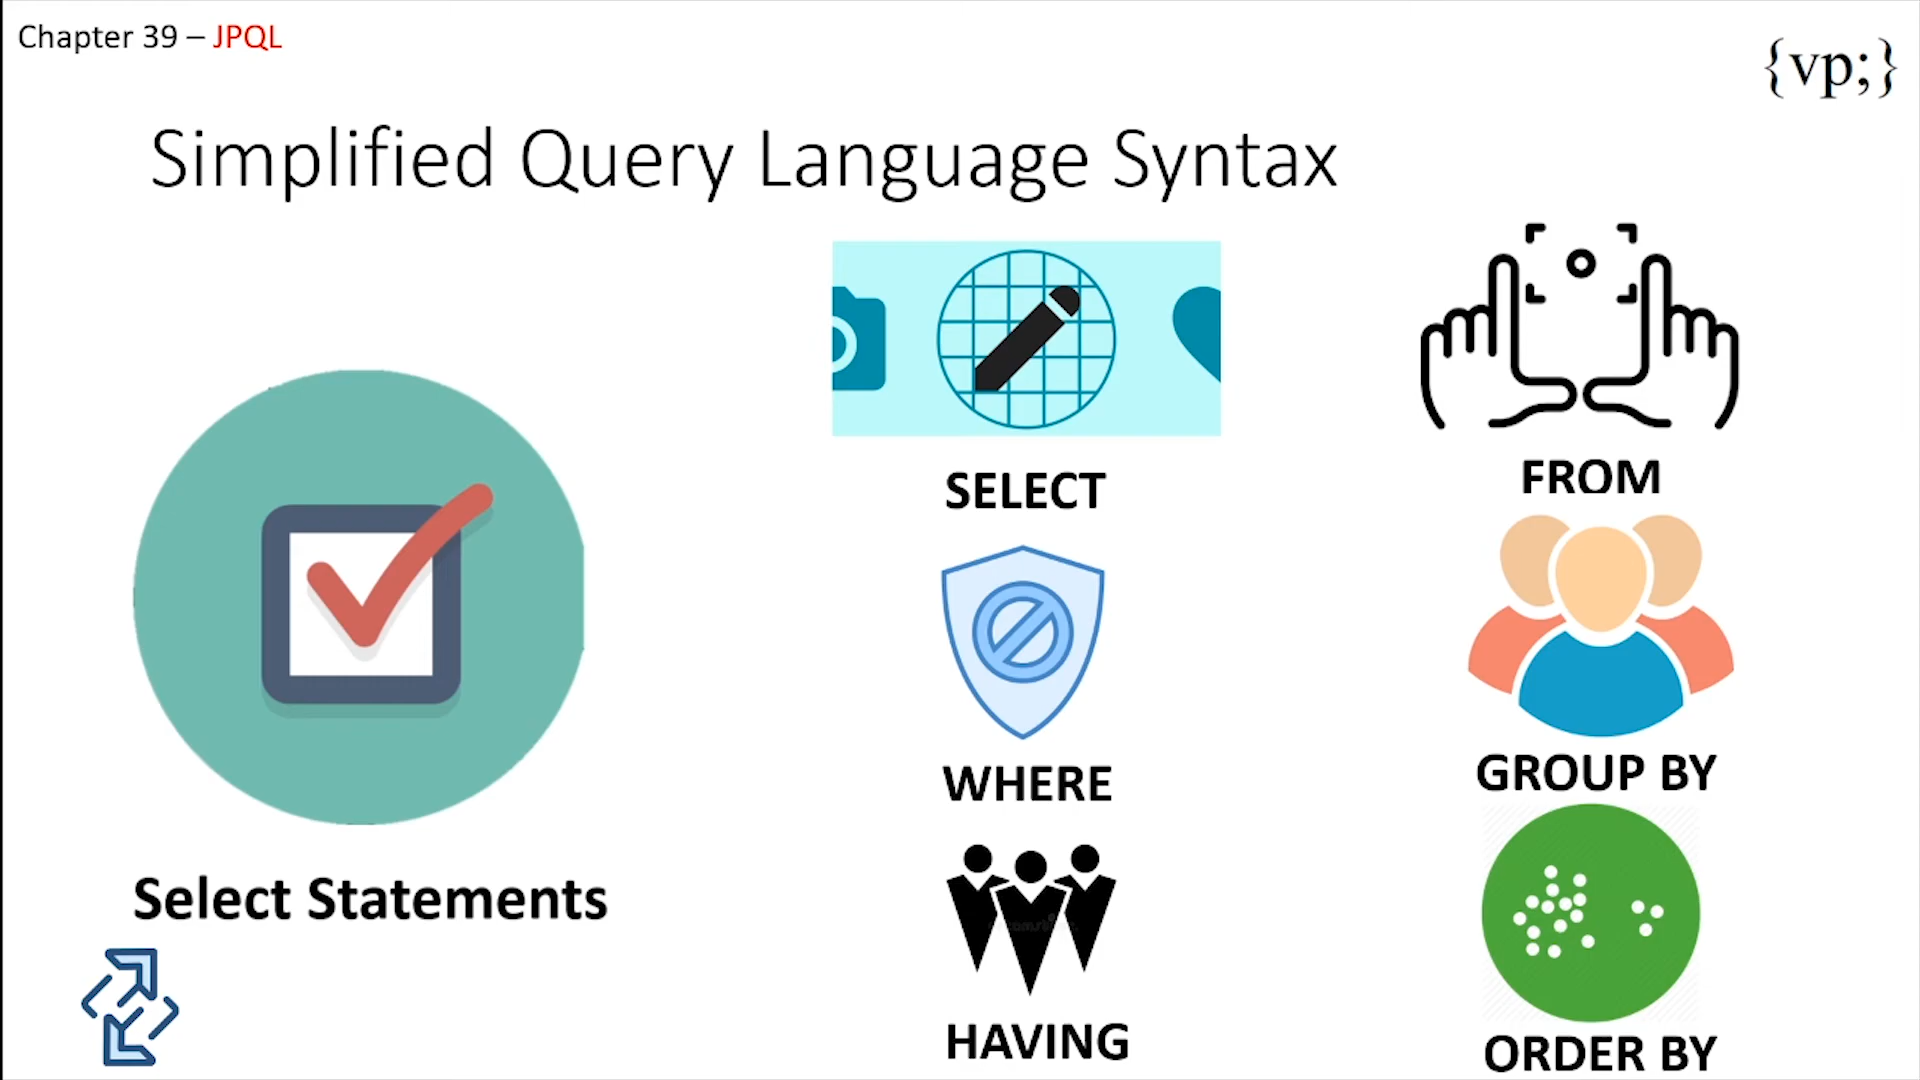 Chapter 39 – JPQL
{vp;}
Simplified Query Language Syntax
SELECT
FROM
WHERE
GROUP BY
Select Statements
HAVING
ORDER BY